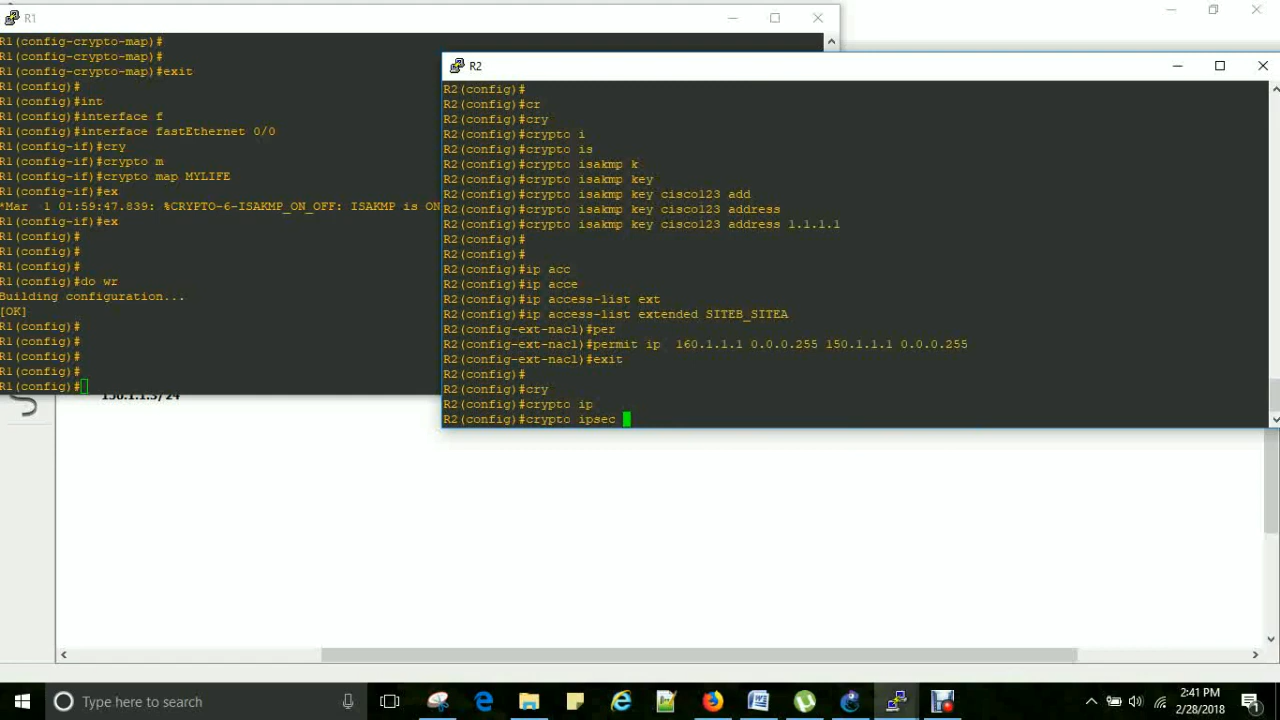 R1
R1(config-crypto-map)#
R1(config-crypto-map)#
R1(config-crypto-map)#exit
R1(config)#
R1(config)#int
R1(config)#interface f
R1(config)#interface fastEthernet 0/0
R1(config-if)#cry
R1(config-if)#crypto m
R1(config-if)#crypto map MYLIFE
R1(config-if)#ex
*Mar  1 01:59:47.839: %CRYPTO-6-ISAKMP_ON_OFF: ISAKMP is ON
R1(config-if)#ex
R1(config)#
R1(config)#
R1(config)#
R1(config)#do wr
Building configuration...
[OK]
R1(config)#
R1(config)#
R1(config)#
R1(config)#
R1(config)#
R2
R2(config)#
R2(config)#cr
R2(config)#cry
R2(config)#crypto i
R2(config)#crypto is
R2(config)#crypto isakmp k
R2(config)#crypto isakmp key
R2(config)#crypto isakmp key cisco123 add
R2(config)#crypto isakmp key cisco123 address
R2(config)#crypto isakmp key cisco123 address 1.1.1.1
R2(config)#
R2(config)#
R2(config)#ip acc
R2(config)#ip acce
R2(config)#ip access-list ext
R2(config)#ip access-list extended SITEB_SITEA
R2(config-ext-nacl)#per
R2(config-ext-nacl)#permit ip  160.1.1.1 0.0.0.255 150.1.1.1 0.0.0.255
R2(config-ext-nacl)#exit
R2(config)#
R2(config)#cry
R2(config)#crypto ip
R2(config)#crypto ipsec
Type here to search
2:41 PM
2/28/2018
1